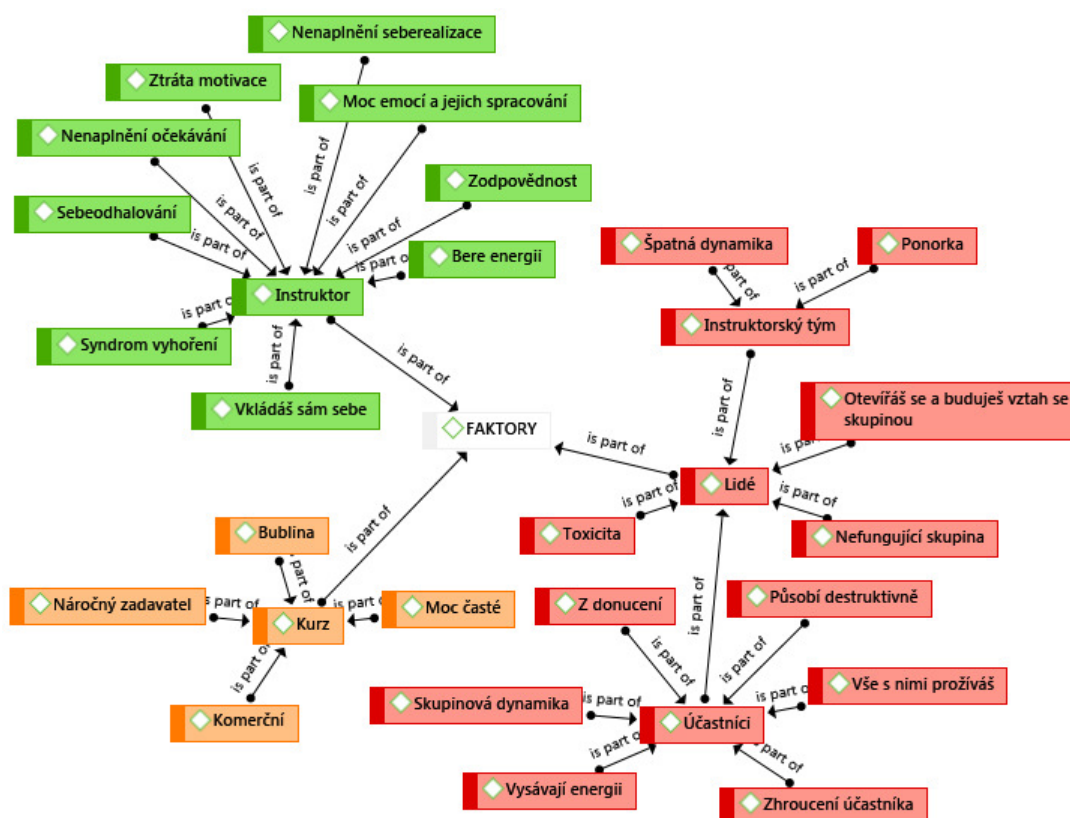 Nenaplnění seberealizace
Ztráta motivace
Moc emocí a jejich spracování
Nenaplnění očekávání
Zodpovědnost
Sebeodhalování
Bere energii
Instruktor
Syndrom vyhoření
Vkládáš sám sebe
is part of
is part of
is part of
is part of
is part of
is part of
is part of
is part of
is part of
is part of
Špatná dynamika
Ponorka
is part of
is part of
Instruktorský tým
is part of
Otevíráš se a buduješ vztah se
skupinou
is part of
FAKTORY
is part of
Lidé
is part of
Toxicita
is part of
Nefungující skupina
is part of
Bublina
is part of
Náročný zadavatel
is part of
Moc časté
is part of
Kurz
is part of
Komerční
is part of
Z donucení
Působí destruktivně
is part of
is part of
is part of
Vše s nimi prožíváš
is part of
Skupinová dynamika
is part of
Účastníci
is part of
is part of
Vysávají energii
Zhroucení účastníka